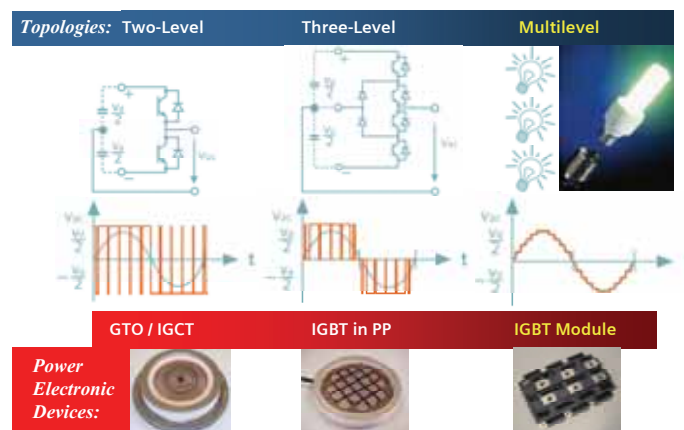 Topologies: Two-Level Three-Level Multilevel
+
+
−
−
t
t
GTO / IGCT IGBT in PP IGBT Module
Power
Electronic
Devices: